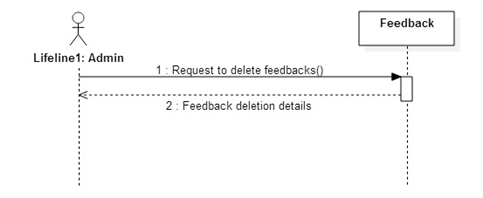 Feedback
Lifeline1: Admin
1 : Request to delete feedbacks()
2 : Feedback deletion details